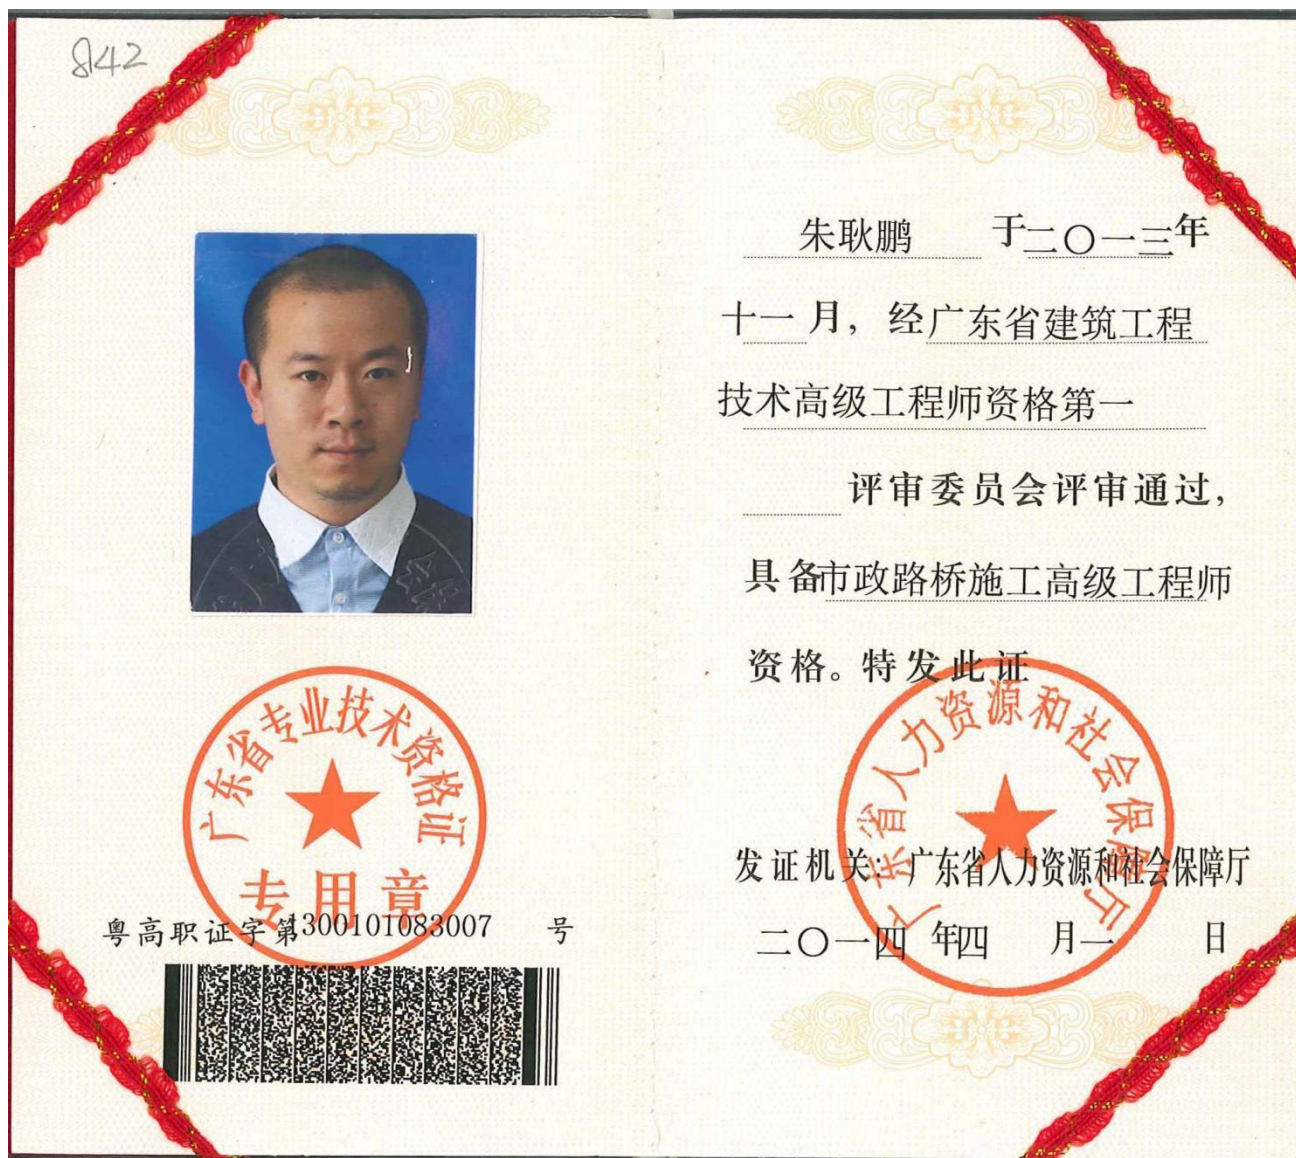 842
广东省专业技术资格证
专用章
粤高职证字第1300101083007 号
朱耿鹏 于二〇一三年
十一月，经广东省建筑工程
技术高级工程师资格第一
评审委员会评审通过，
具备市政路桥施工高级工程师
资格。特发此证
广东省人力资源和社会保障厅
发证机关：广东省人力资源和社会保障厅
二〇一四 年四 月一 日